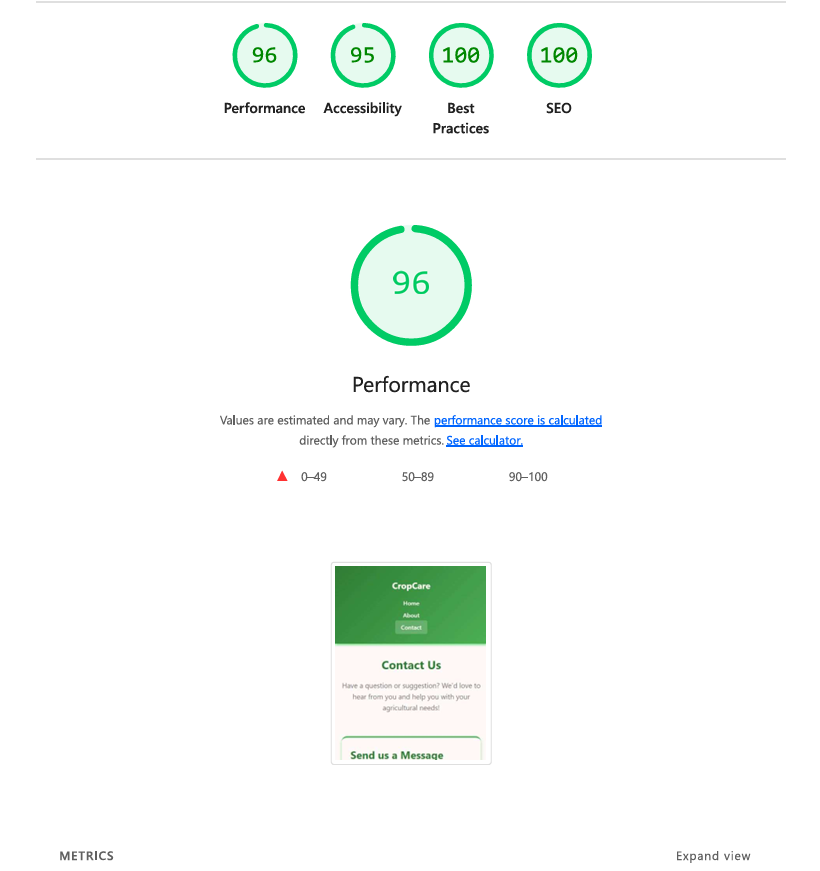 96 95 100 100
Performance Accessibility Best Practices SEO
96
Performance
Values are estimated and may vary. The performance score is calculated
directly from these metrics. See calculator.
0–49 50–89 90–100
CropCare
Home
About
Contact
Contact Us
Have a question or suggestion? We'd love to
hear from you and help you with your
agricultural needs!
Send us a Message
METRICS Expand view